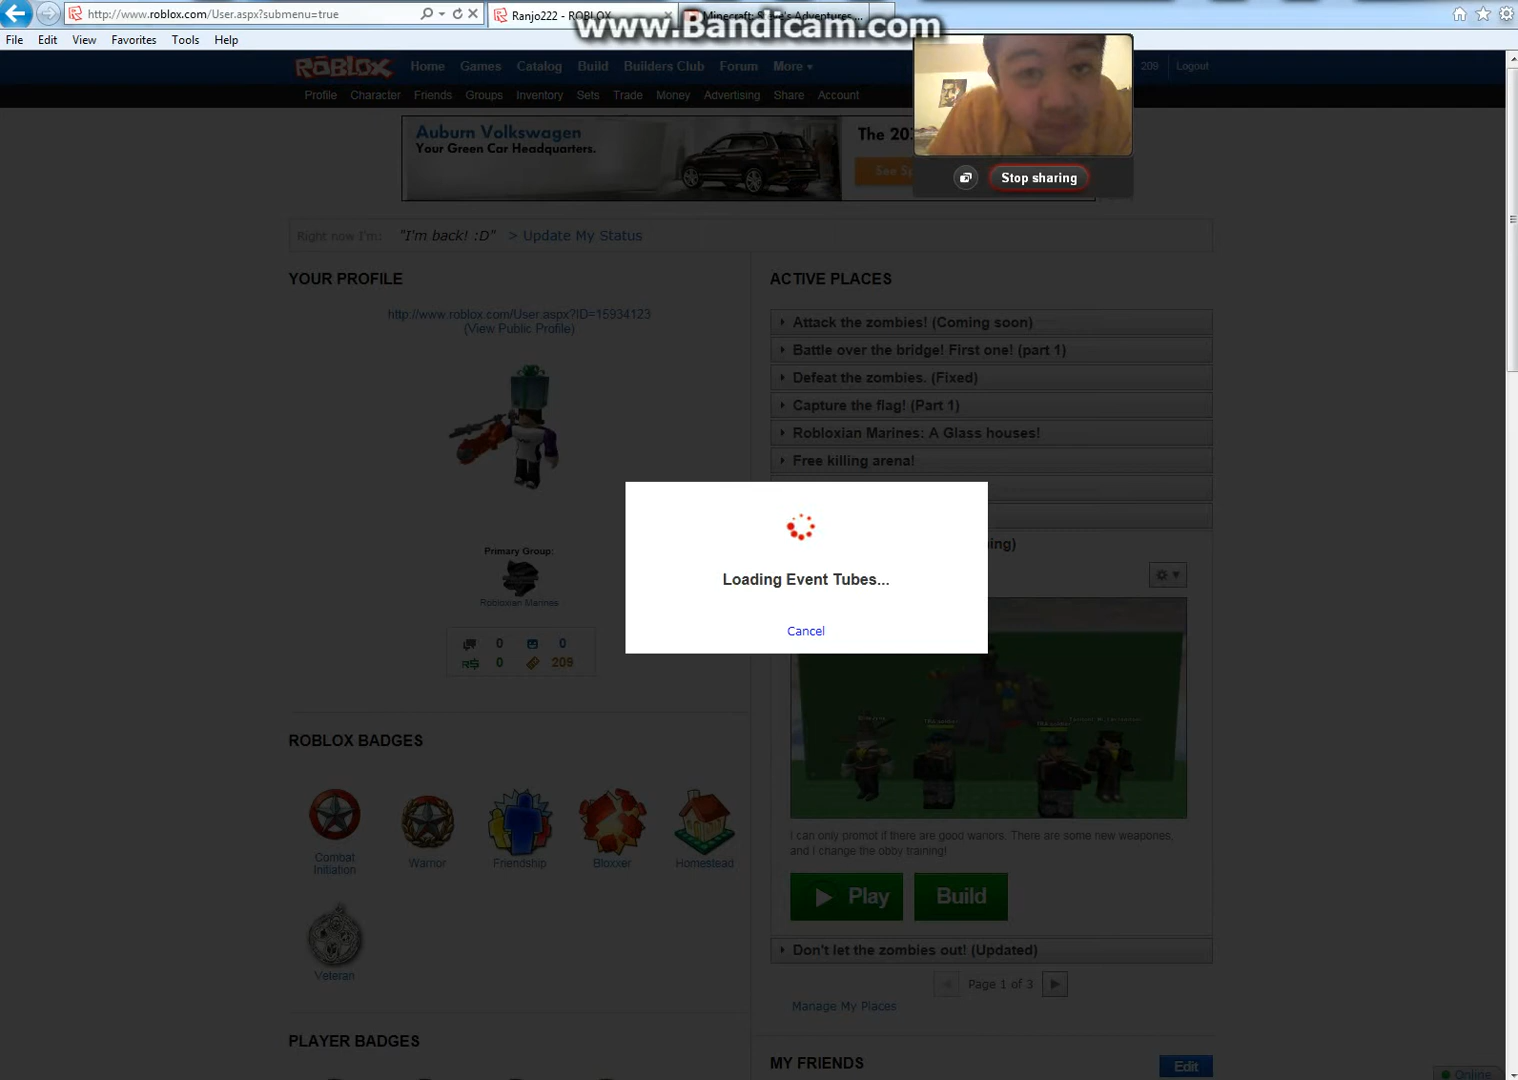 http://www.roblox.com/User.aspx?submenu=true
Ranjo222 - ROBLOX
Minecraft: Steve's Adventures ...
www.Bandicam.com
File Edit View Favorites Tools Help
ROBLOX Home Games Catalog Build Builders Club Forum More
209 Logout
Profile Character Friends Groups Inventory Sets Trade Money Advertising Share Account
Auburn Volkswagen
Your Green Car Headquarters.
The
Stop sharing
Right now I'm: "I'm back! :D" > Update My Status
YOUR PROFILE
http://www.roblox.com/User.aspx?ID=15934123
(View Public Profile)
Primary Group:
Robloxian Marines
0 0
R$ 0 209
ROBLOX BADGES
Combat
Initiation
Warrior
Friendship
Bloxxer
Homestead
Veteran
PLAYER BADGES
ACTIVE PLACES
Attack the zombies! (Coming soon)
Battle over the bridge! First one! (part 1)
Defeat the zombies. (Fixed)
Capture the flag! (Part 1)
Robloxian Marines: A Glass houses!
Free killing arena!
Loading Event Tubes...
Cancel
I can only promot if there are good wariors. There are some new weapones,
and I change the obby training!
Play Build
Don't let the zombies out! (Updated)
Page 1 of 3
Manage My Places
MY FRIENDS
Edit
Online